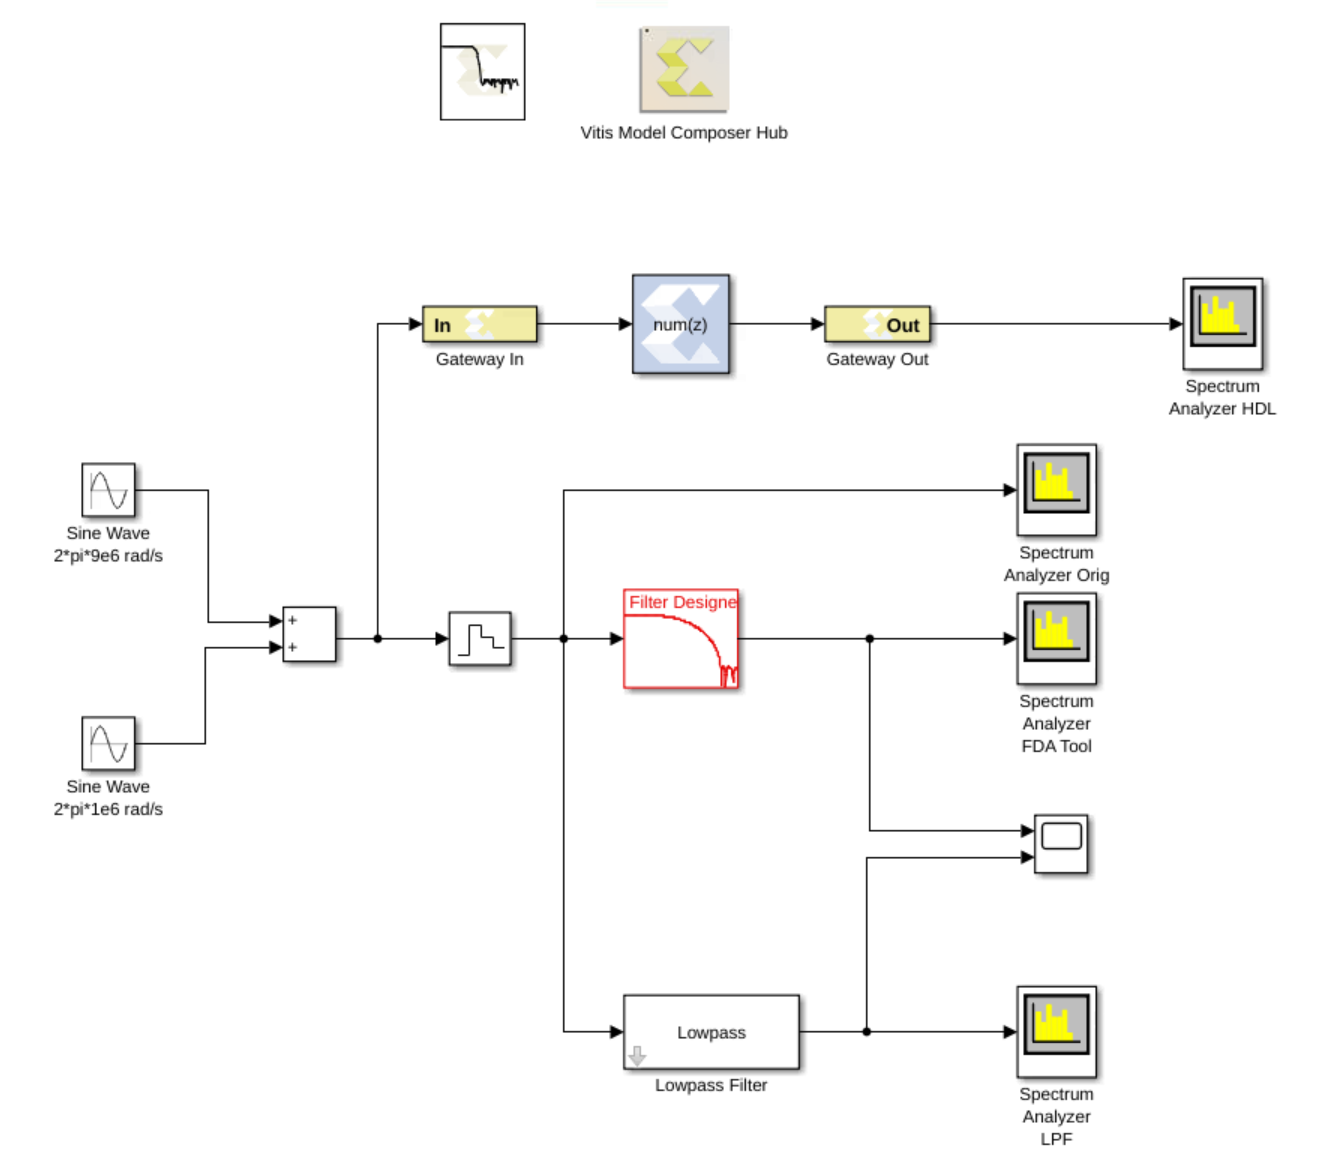 Vitis Model Composer Hub
In
Gateway In
num(z)
Out
Gateway Out
Spectrum
Analyzer HDL
Sine Wave
2*pi*9e6 rad/s
Spectrum
Analyzer Orig
+
+
Filter Designe
Spectrum
Analyzer
FDA Tool
Sine Wave
2*pi*1e6 rad/s
Lowpass
Lowpass Filter
Spectrum
Analyzer
LPF